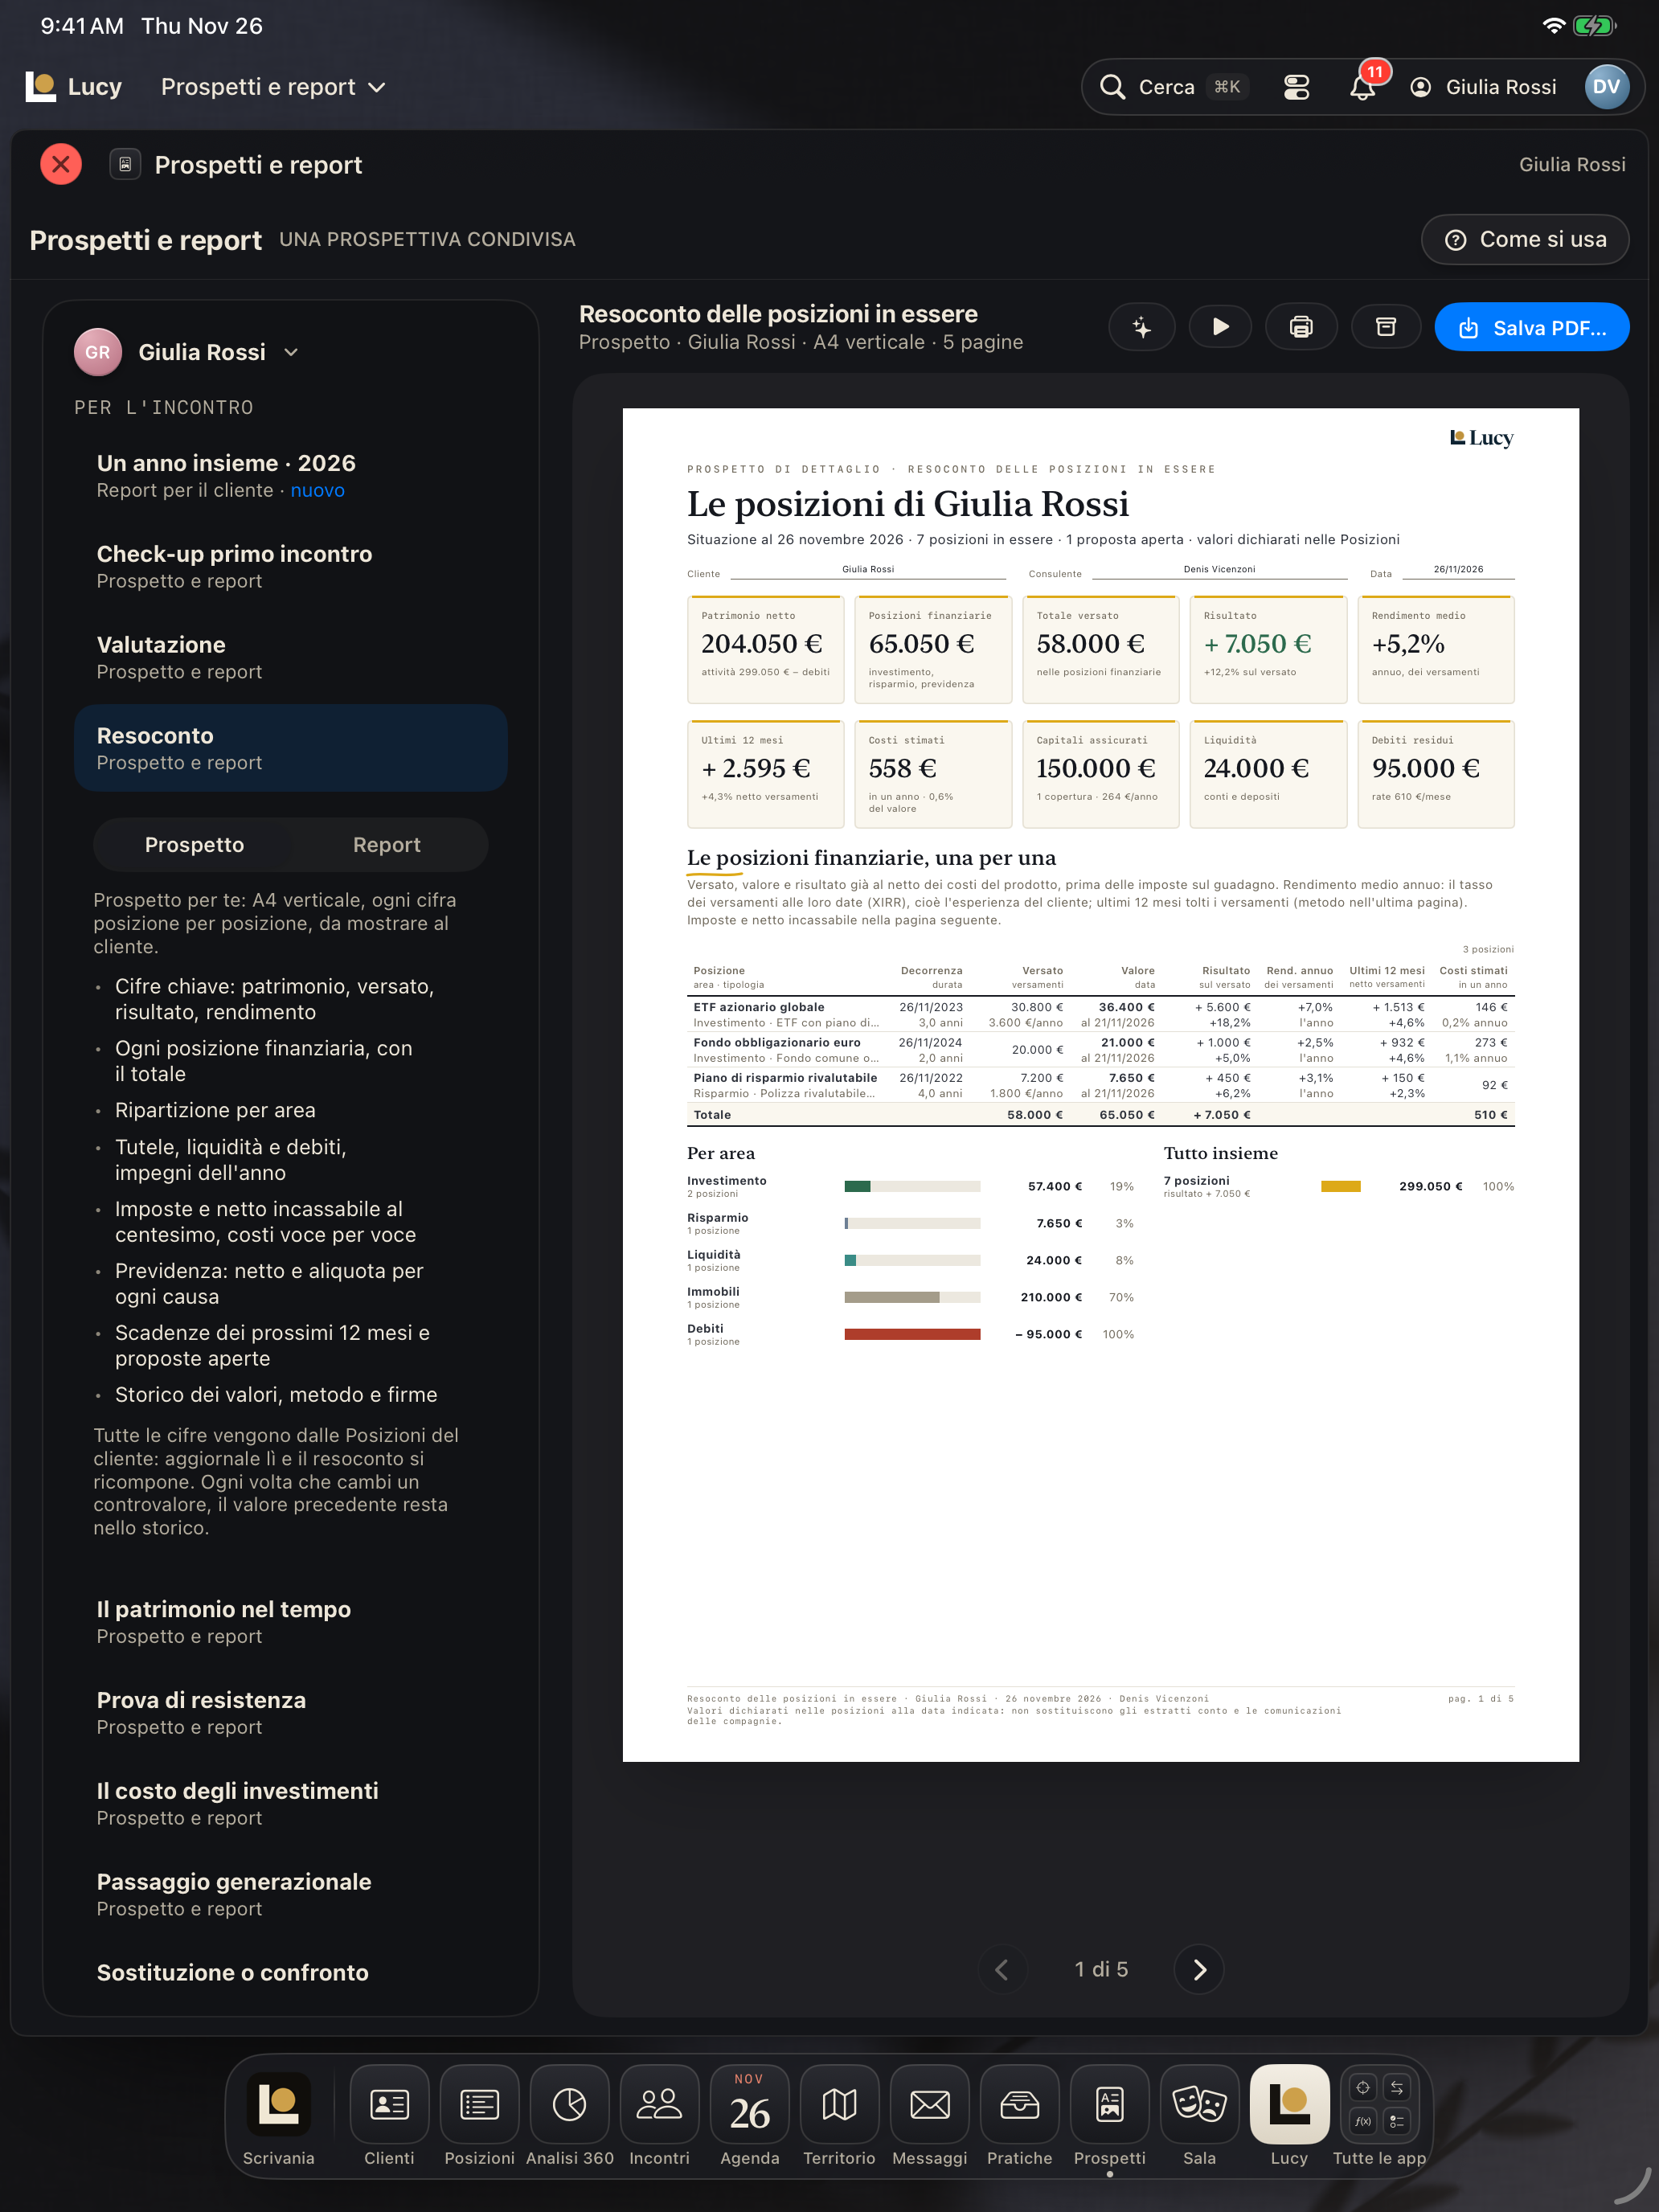 9:41 AM Thu Nov 26
Lucy
Prospetti e report
Cerca ⌘K
11
Giulia Rossi
DV
Prospetti e report
Giulia Rossi
Prospetti e report UNA PROSPETTIVA CONDIVISA
Come si usa
GR Giulia Rossi
PER L'INCONTRO
Un anno insieme · 2026
Report per il cliente · nuovo
Check-up primo incontro
Prospetto e report
Valutazione
Prospetto e report
Resoconto
Prospetto e report
Prospetto Report
Prospetto per te: A4 verticale, ogni cifra
posizione per posizione, da mostrare al
cliente.
• Cifre chiave: patrimonio, versato,
risultato, rendimento
• Ogni posizione finanziaria, con
il totale
• Ripartizione per area
• Tutele, liquidità e debiti,
impegni dell'anno
• Imposte e netto incassabile al
centesimo, costi voce per voce
• Previdenza: netto e aliquota per
ogni causa
• Scadenze dei prossimi 12 mesi e
proposte aperte
• Storico dei valori, metodo e firme
Tutte le cifre vengono dalle Posizioni del
cliente: aggiornale lì e il resoconto si
ricompone. Ogni volta che cambi un
controvalore, il valore precedente resta
nello storico.
Il patrimonio nel tempo
Prospetto e report
Prova di resistenza
Prospetto e report
Il costo degli investimenti
Prospetto e report
Passaggio generazionale
Prospetto e report
Sostituzione o confronto
Resoconto delle posizioni in essere
Prospetto · Giulia Rossi · A4 verticale · 5 pagine
Salva PDF...
Lucy
PROSPETTO DI DETTAGLIO · RESOCONTO DELLE POSIZIONI IN ESSERE
Le posizioni di Giulia Rossi
Situazione al 26 novembre 2026 · 7 posizioni in essere · 1 proposta aperta · valori dichiarati nelle Posizioni
Cliente Giulia Rossi Consulente Denis Vicenzoni Data 26/11/2026
Patrimonio netto
204.050 €
attività 299.050 € – debiti
Posizioni finanziarie
65.050 €
investimento,
risparmio, previdenza
Totale versato
58.000 €
nelle posizioni finanziarie
Risultato
+ 7.050 €
+12,2% sul versato
Rendimento medio
+5,2%
annuo, dei versamenti
Ultimi 12 mesi
+ 2.595 €
+4,3% netto versamenti
Costi stimati
558 €
in un anno · 0,6%
del valore
Capitali assicurati
150.000 €
1 copertura · 264 €/anno
Liquidità
24.000 €
conti e depositi
Debiti residui
95.000 €
rate 610 €/mese
Le posizioni finanziarie, una per una
Versato, valore e risultato già al netto dei costi del prodotto, prima delle imposte sul guadagno. Rendimento medio annuo: il tasso
dei versamenti alle loro date (XIRR), cioè l'esperienza del cliente; ultimi 12 mesi tolti i versamenti (metodo nell'ultima pagina).
Imposte e netto incassabile nella pagina seguente.
3 posizioni
Posizione Decorrenza Versato Valore Risultato Rend. annuo Ultimi 12 mesi Costi stimati
area · tipologia durata versamenti data sul versato dei versamenti netto versamenti in un anno
ETF azionario globale 26/11/2023 30.800 € 36.400 € + 5.600 € +7,0% + 1.513 € 146 €
Investimento · ETF con piano di... 3,0 anni 3.600 €/anno al 21/11/2026 +18,2% l'anno +4,6% 0,2% annuo
Fondo obbligazionario euro 26/11/2024 20.000 € 21.000 € + 1.000 € +2,5% + 932 € 273 €
Investimento · Fondo comune o... 2,0 anni al 21/11/2026 +5,0% l'anno +4,6% 1,1% annuo
Piano di risparmio rivalutabile 26/11/2022 7.200 € 7.650 € + 450 € +3,1% + 150 € 92 €
Risparmio · Polizza rivalutabile... 4,0 anni 1.800 €/anno al 21/11/2026 +6,2% l'anno +2,3%
Totale 58.000 € 65.050 € + 7.050 € 510 €
Per area
Investimento 57.400 € 19%
2 posizioni
Risparmio 7.650 € 3%
1 posizione
Liquidità 24.000 € 8%
1 posizione
Immobili 210.000 € 70%
1 posizione
Debiti – 95.000 € 100%
1 posizione
Tutto insieme
7 posizioni 299.050 € 100%
risultato + 7.050 €
Resoconto delle posizioni in essere · Giulia Rossi · 26 novembre 2026 · Denis Vicenzoni pag. 1 di 5
Valori dichiarati nelle posizioni alla data indicata: non sostituiscono gli estratti conto e le comunicazioni
delle compagnie.
1 di 5
NOV
26
f(x)
Scrivania Clienti Posizioni Analisi 360 Incontri Agenda Territorio Messaggi Pratiche Prospetti Sala Lucy Tutte le app